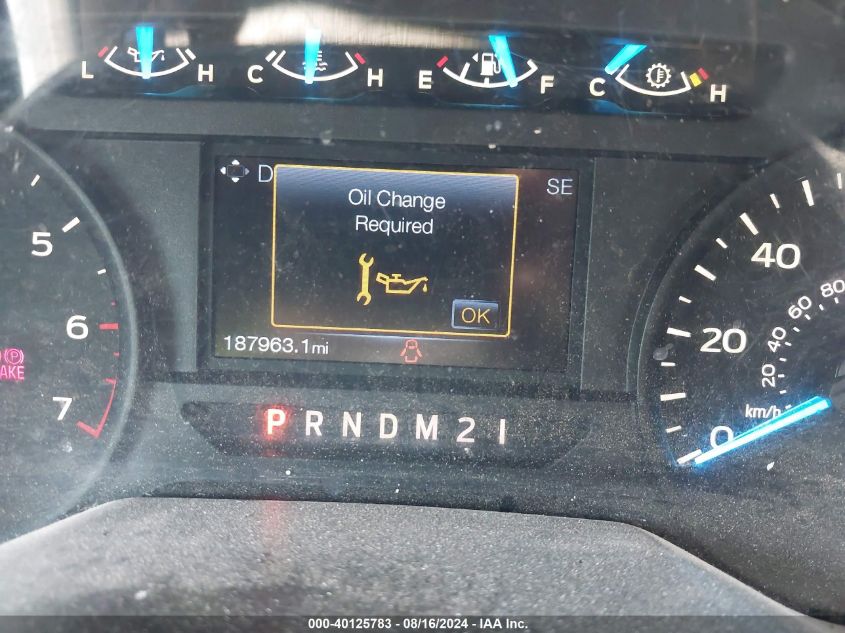 L H C H E F C H
D SE
Oil Change
Required
OK
187963.1mi
5
6
7
P
AKE
P R N D M 2 1
0 20 40
20 40 60 80
km/h
000-40125783 - 08/16/2024 - IAA Inc.